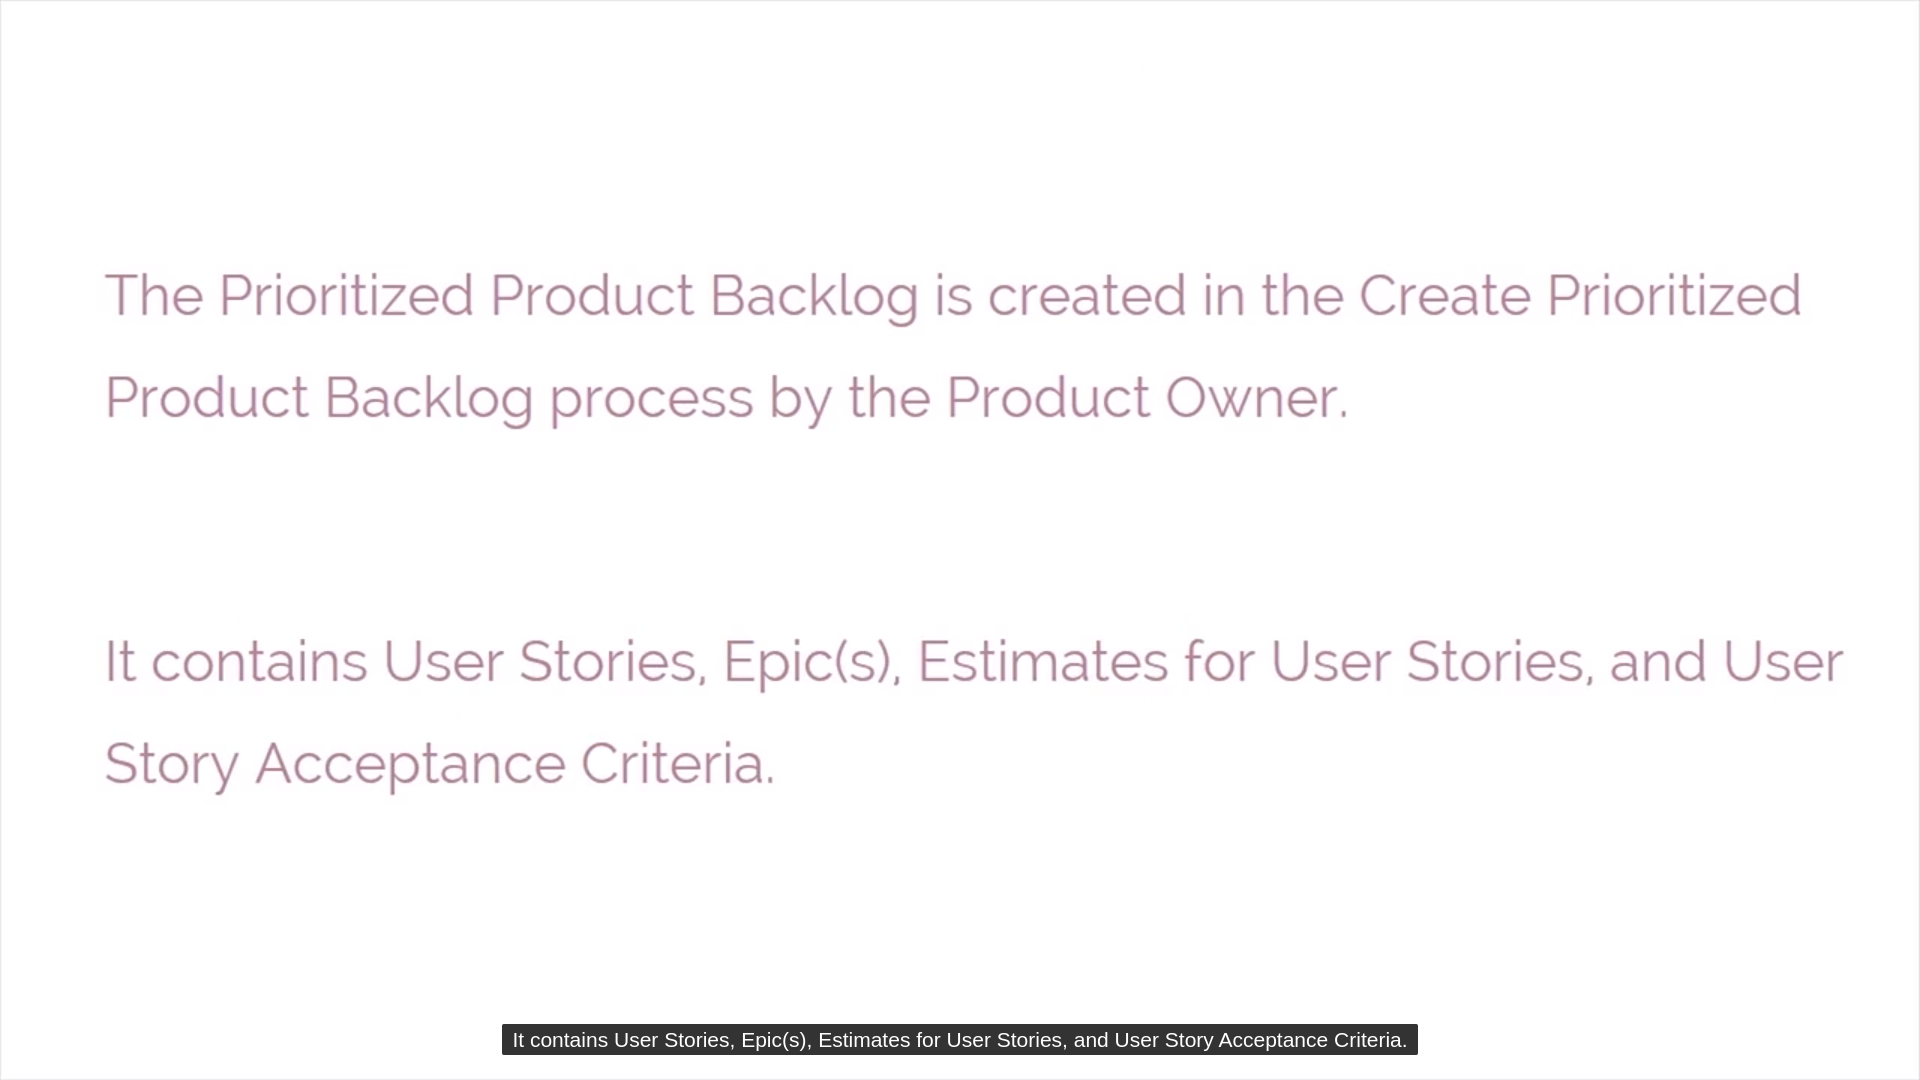 The Prioritized Product Backlog is created in the Create Prioritized
Product Backlog process by the Product Owner.
It contains User Stories, Epic(s), Estimates for User Stories, and User
Story Acceptance Criteria.
It contains User Stories, Epic(s), Estimates for User Stories, and User Story Acceptance Criteria.